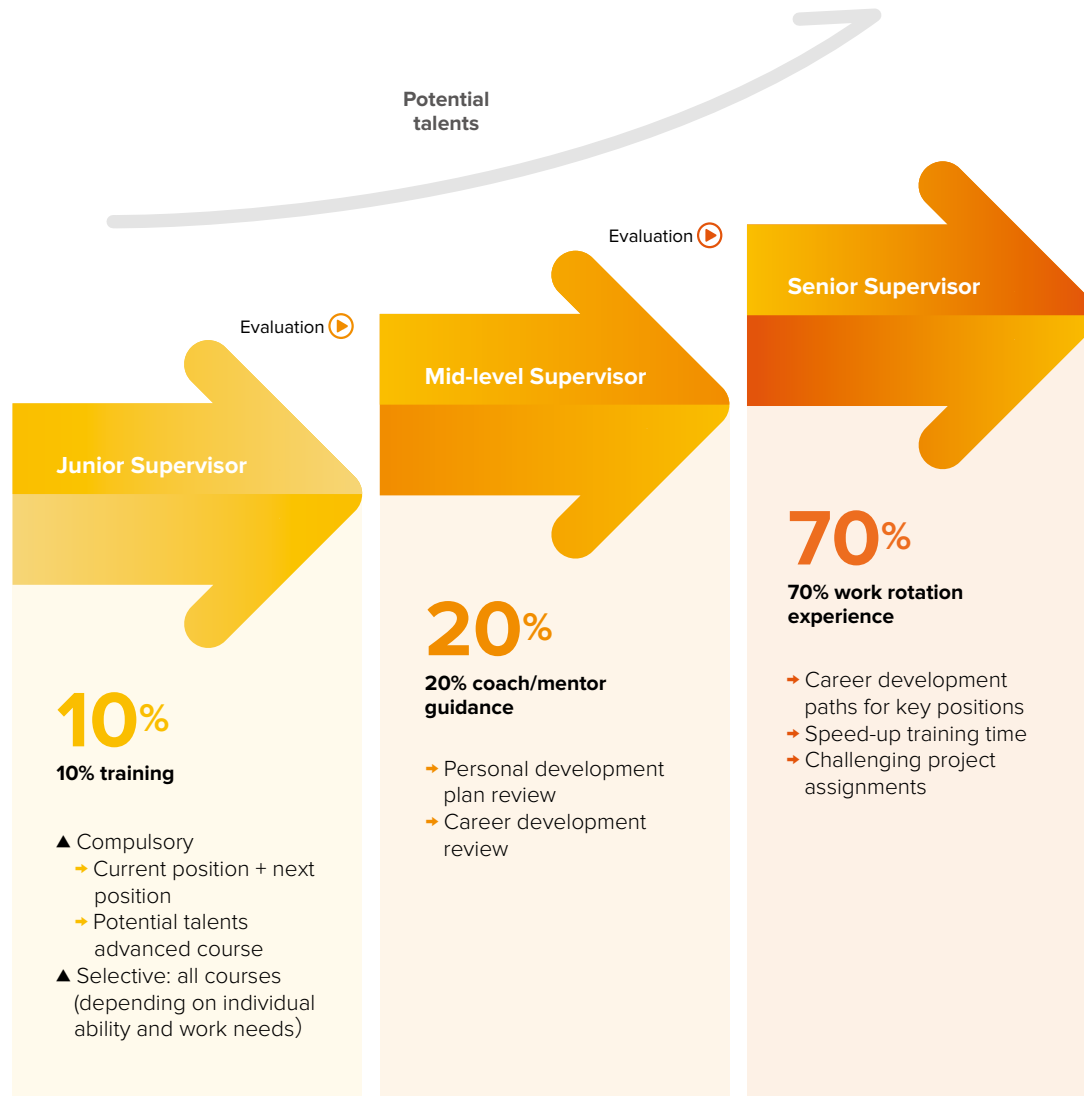 Potential
talents
Evaluation
Junior Supervisor
10%
10% training
▲ Compulsory
➔ Current position + next
position
➔ Potential talents
advanced course
▲ Selective: all courses
(depending on individual
ability and work needs）
Evaluation
Mid-level Supervisor
20%
20% coach/mentor
guidance
➔ Personal development
plan review
➔ Career development
review
Senior Supervisor
70%
70% work rotation
experience
➔ Career development
paths for key positions
➔ Speed-up training time
➔ Challenging project
assignments